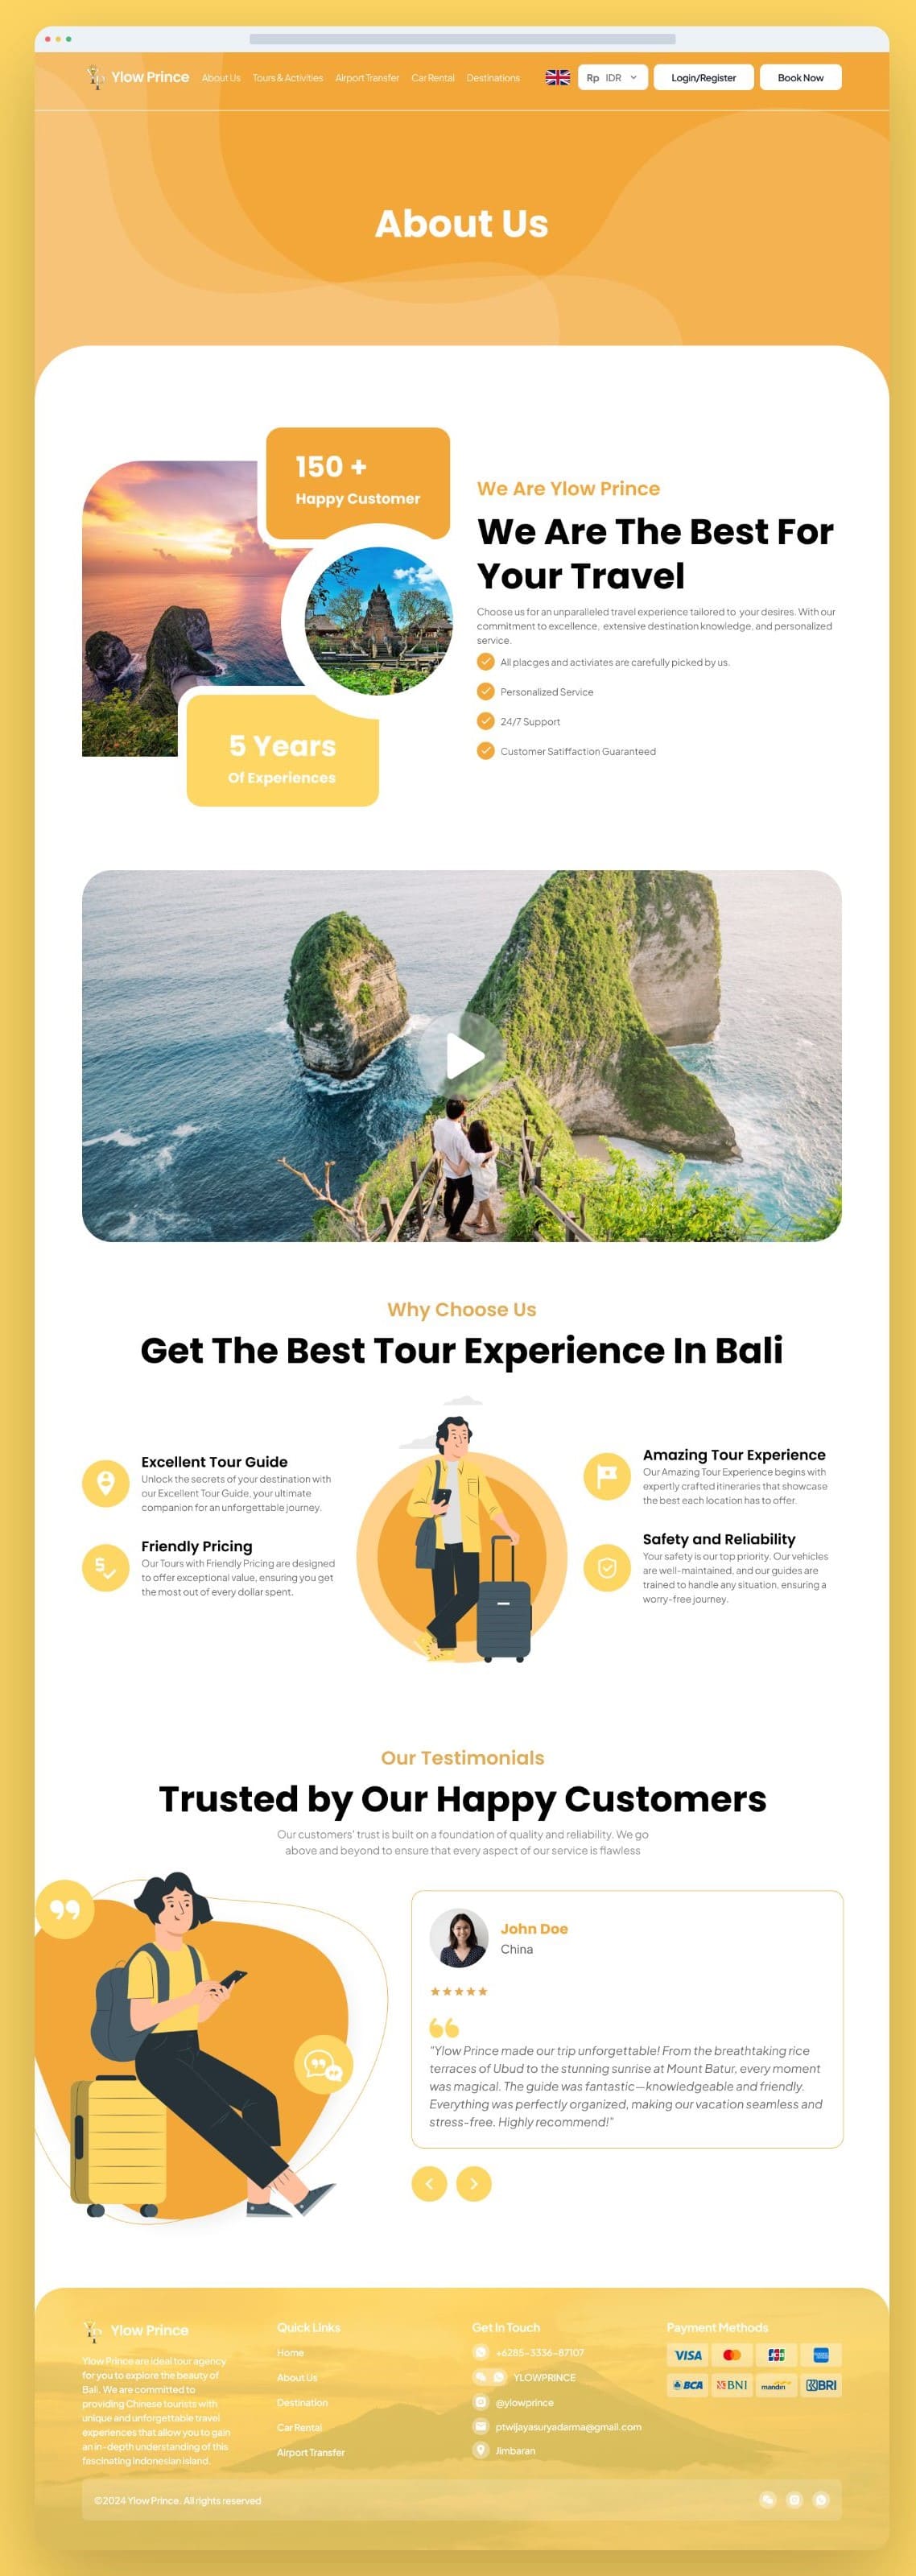 Ylow Prince
About Us
Tours & Activities
Airport Transfer
Car Rental
Destinations
Rp IDR
Login/Register
Book Now
About Us
150 +
Happy Customer
5 Years
Of Experiences
We Are Ylow Prince
We Are The Best For
Your Travel
Choose us for an unparalleled travel experience tailored to your desires. With our
commitment to excellence, extensive destination knowledge, and personalized
service.
All placges and activiates are carefully picked by us.
Personalized Service
24/7 Support
Customer Satiffaction Guaranteed
Why Choose Us
Get The Best Tour Experience In Bali
Excellent Tour Guide
Unlock the secrets of your destination with
our Excellent Tour Guide, your ultimate
companion for an unforgettable journey.
Friendly Pricing
Our Tours with Friendly Pricing are designed
to offer exceptional value, ensuring you get
the most out of every dollar spent.
Amazing Tour Experience
Our Amazing Tour Experience begins with
expertly crafted itineraries that showcase
the best each location has to offer.
Safety and Reliability
Your safety is our top priority. Our vehicles
are well-maintained, and our guides are
trained to handle any situation, ensuring a
worry-free journey.
Our Testimonials
Trusted by Our Happy Customers
Our customers' trust is built on a foundation of quality and reliability. We go
above and beyond to ensure that every aspect of our service is flawless
John Doe
China
"Ylow Prince made our trip unforgettable! From the breathtaking rice
terraces of Ubud to the stunning sunrise at Mount Batur, every moment
was magical. The guide was fantastic—knowledgeable and friendly.
Everything was perfectly organized, making our vacation seamless and
stress-free. Highly recommend!"
Ylow Prince
Ylow Prince are ideal tour agency
for you to explore the beauty of
Bali. We are committed to
providing Chinese tourists with
unique and unforgettable travel
experiences that allow you to gain
an in-depth understanding of this
fascinating Indonesian island.
Quick Links
Home
About Us
Destination
Car Rental
Airport Transfer
Get In Touch
+6285-3336-87107
YLOWPRINCE
@ylowprince
ptwijayasuryadarma@gmail.com
Jimbaran
Payment Methods
VISA
JCB
BCA
BNI
mandiri
BRI
©2024 Ylow Prince. All rights reserved